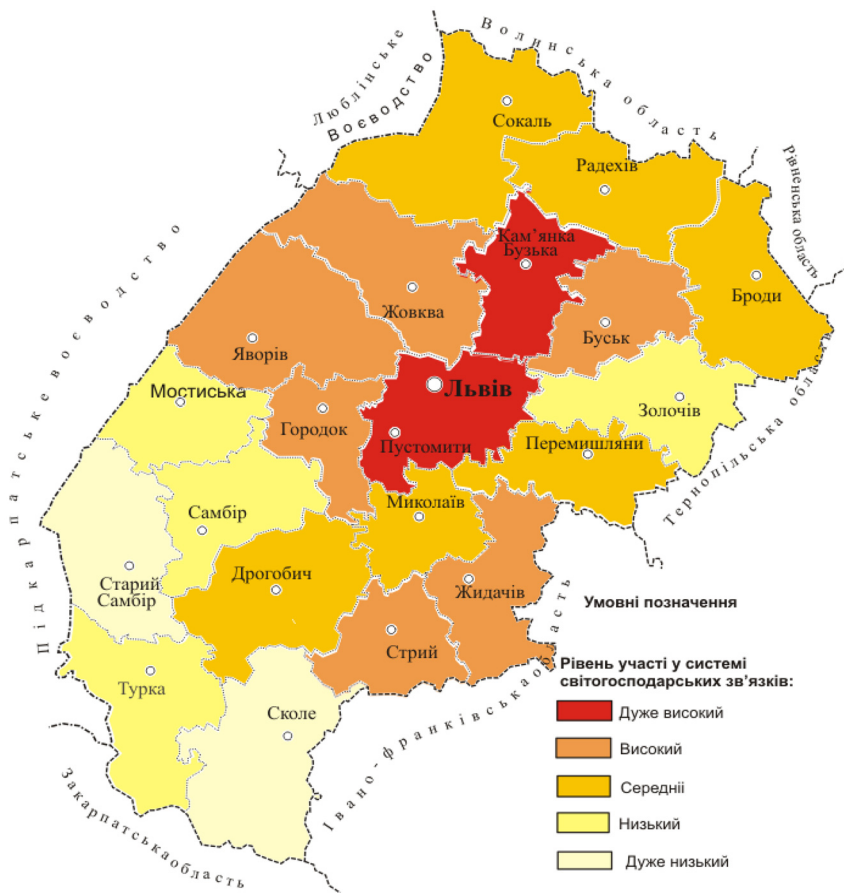 Люблінське
Воєводство
Волинська область
Рівненська область
Тернопільська область
Івано-франківська область
Закарпатська область
Підкарпатське воєводство
Сокаль
Радехів
Кам’янка
Бузька
Броди
Жовква
Буськ
Яворів
Львів
Мостиська
Золочів
Городок
Пустомити
Перемишляни
Миколаїв
Самбір
Дрогобич
Старий
Самбір
Жидачів
Стрий
Турка
Сколе
Умовні позначення
Рівень участі у системі
світогосподарських зв’язків:
Дуже високий
Високий
Середніі
Низький
Дуже низький